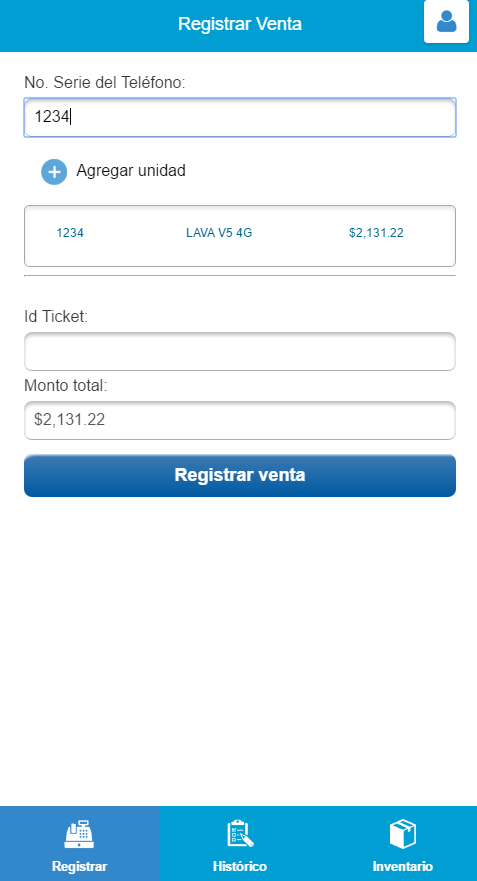 Registrar Venta
No. Serie del Teléfono:
1234
Agregar unidad
1234 LAVA V5 4G $2,131.22
Id Ticket:
Monto total:
$2,131.22
Registrar venta
Registrar Histórico Inventario